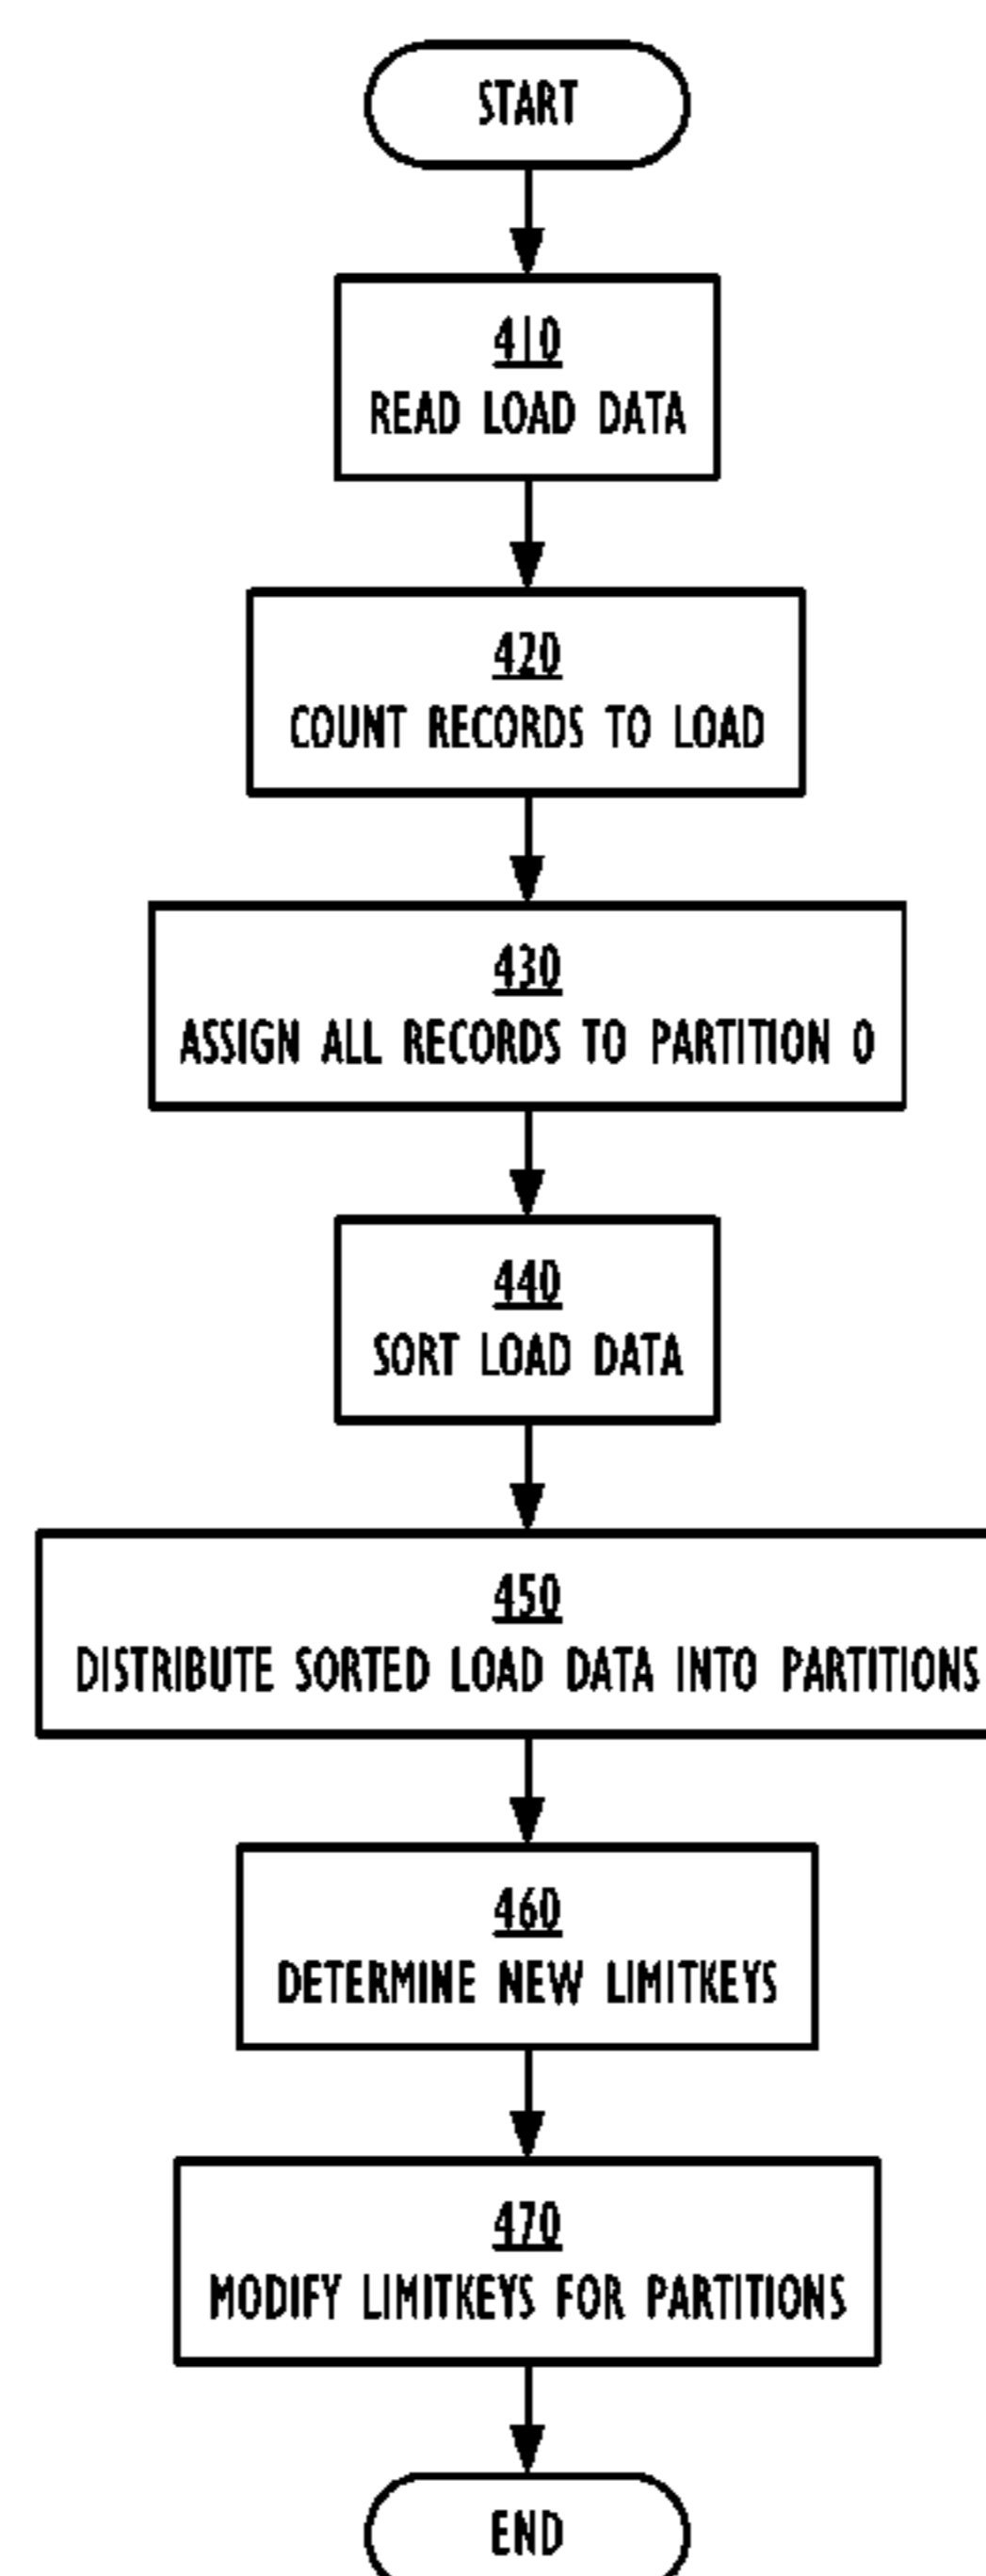 START
410
READ LOAD DATA
420
COUNT RECORDS TO LOAD
430
ASSIGN ALL RECORDS TO PARTITION 0
440
SORT LOAD DATA
450
DISTRIBUTE SORTED LOAD DATA INTO PARTITIONS
460
DETERMINE NEW LIMITKEYS
470
MODIFY LIMITKEYS FOR PARTITIONS
END